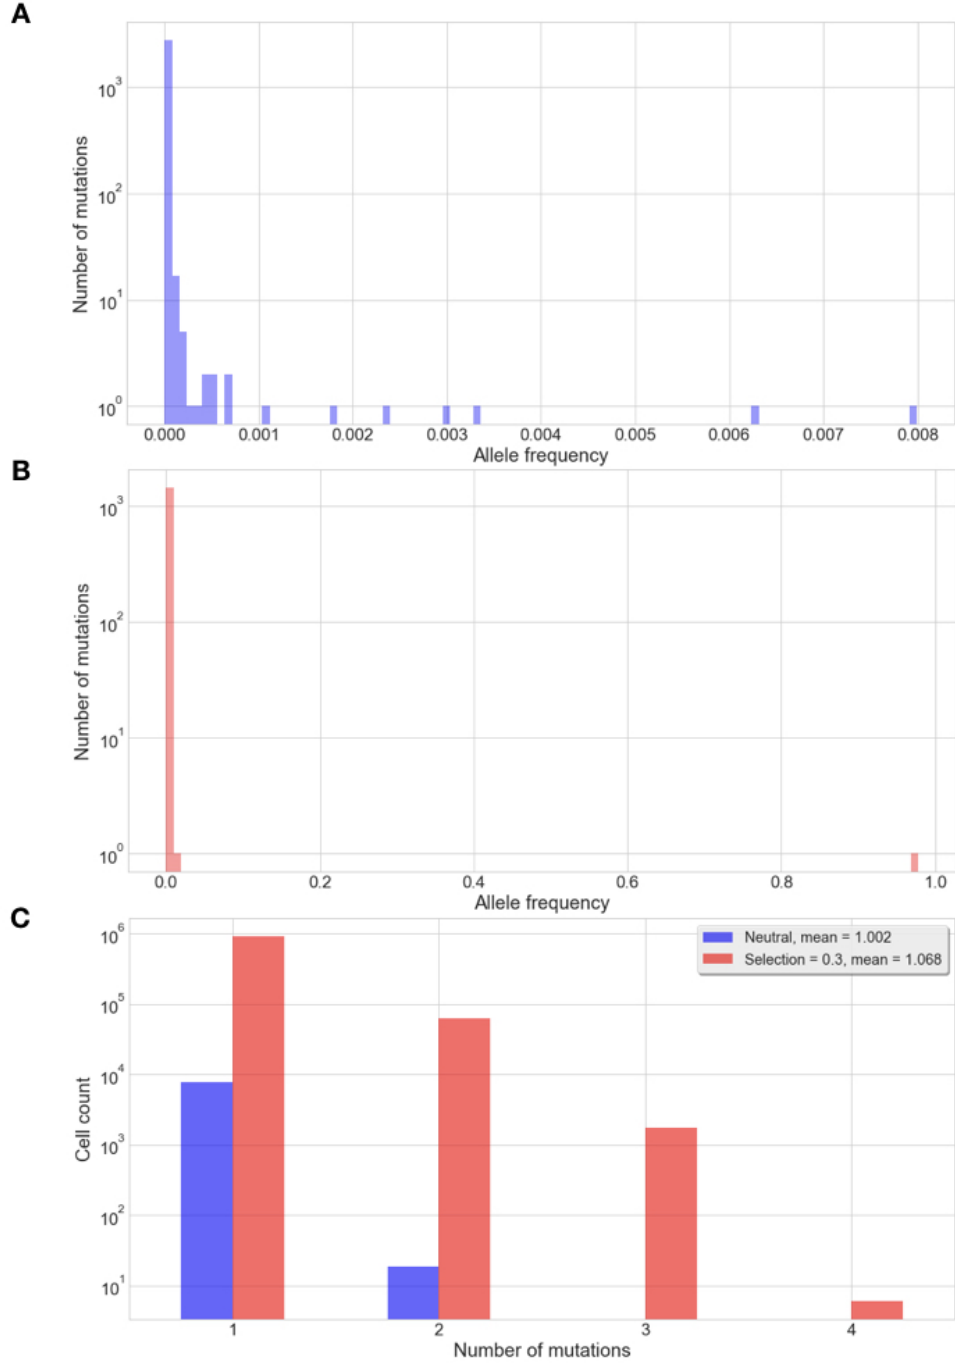 A
Number of mutations
10³
10²
10¹
10⁰
0.000 0.001 0.002 0.003 0.004 0.005 0.006 0.007 0.008
Allele frequency
B
Number of mutations
10³
10²
10¹
10⁰
0.0 0.2 0.4 0.6 0.8 1.0
Allele frequency
C
Neutral, mean = 1.002
Selection = 0.3, mean = 1.068
Cell count
10⁶
10⁵
10⁴
10³
10²
10¹
1 2 3 4
Number of mutations